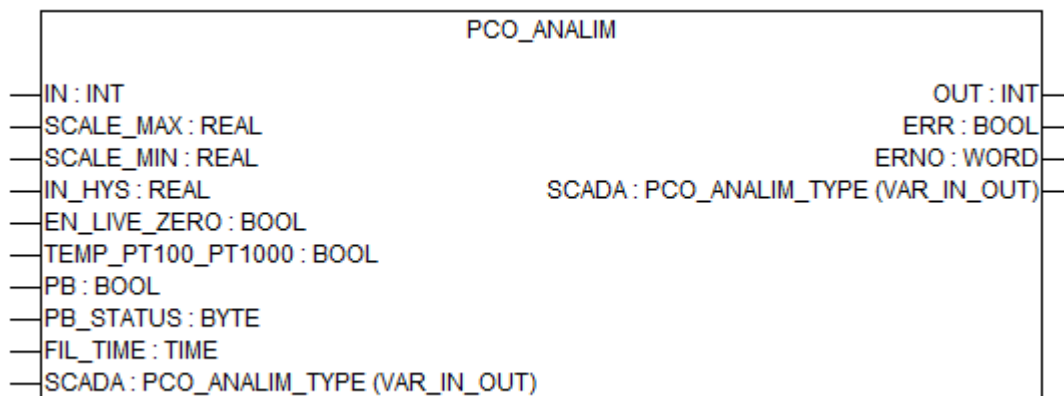 PCO_ANALIM
IN : INT OUT : INT
SCALE_MAX : REAL ERR : BOOL
SCALE_MIN : REAL ERNO : WORD
IN_HYS : REAL SCADA : PCO_ANALIM_TYPE (VAR_IN_OUT)
EN_LIVE_ZERO : BOOL
TEMP_PT100_PT1000 : BOOL
PB : BOOL
PB_STATUS : BYTE
FIL_TIME : TIME
SCADA : PCO_ANALIM_TYPE (VAR_IN_OUT)